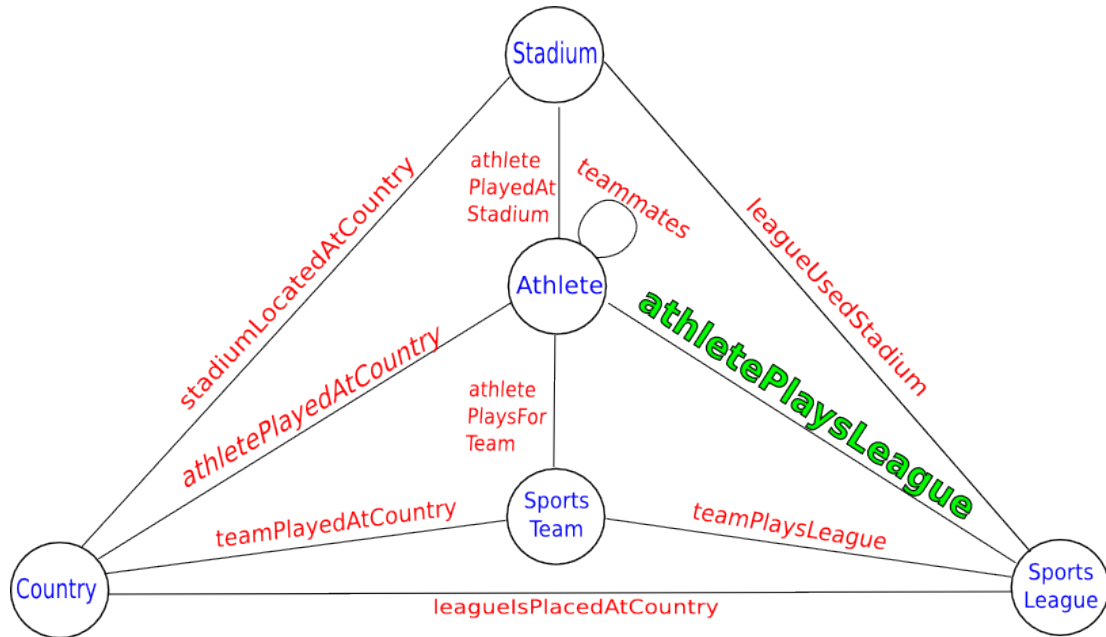 Stadium
athlete
PlayedAt
Stadium
teammates
stadiumLocatedAtCountry
leagueUsedStadium
Athlete
athletePlaysLeague
athletePlayedAtCountry
athlete
PlaysFor
Team
Sports
Team
teamPlayedAtCountry
teamPlaysLeague
Country
Sports
League
leagueIsPlacedAtCountry